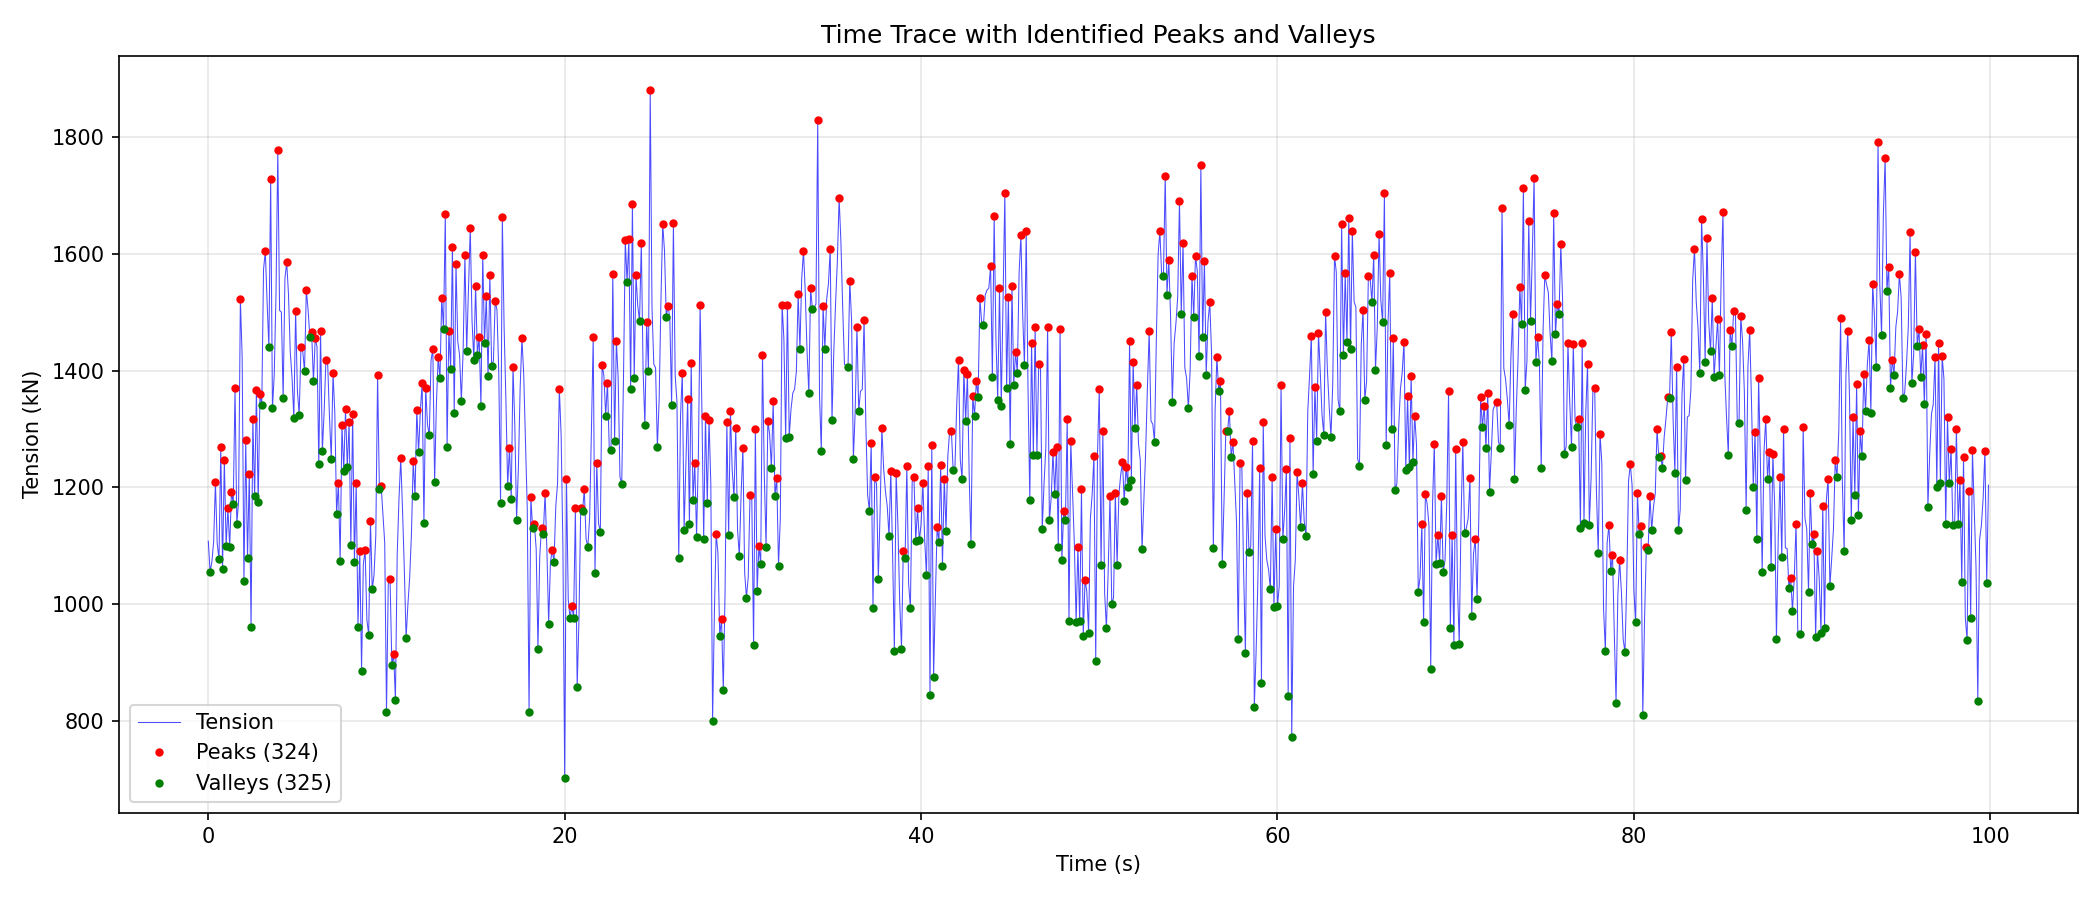 Time Trace with Identified Peaks and Valleys
Tension (kN)
1800
1600
1400
1200
1000
800
Tension
Peaks (324)
Valleys (325)
0
20
40
60
80
100
Time (s)